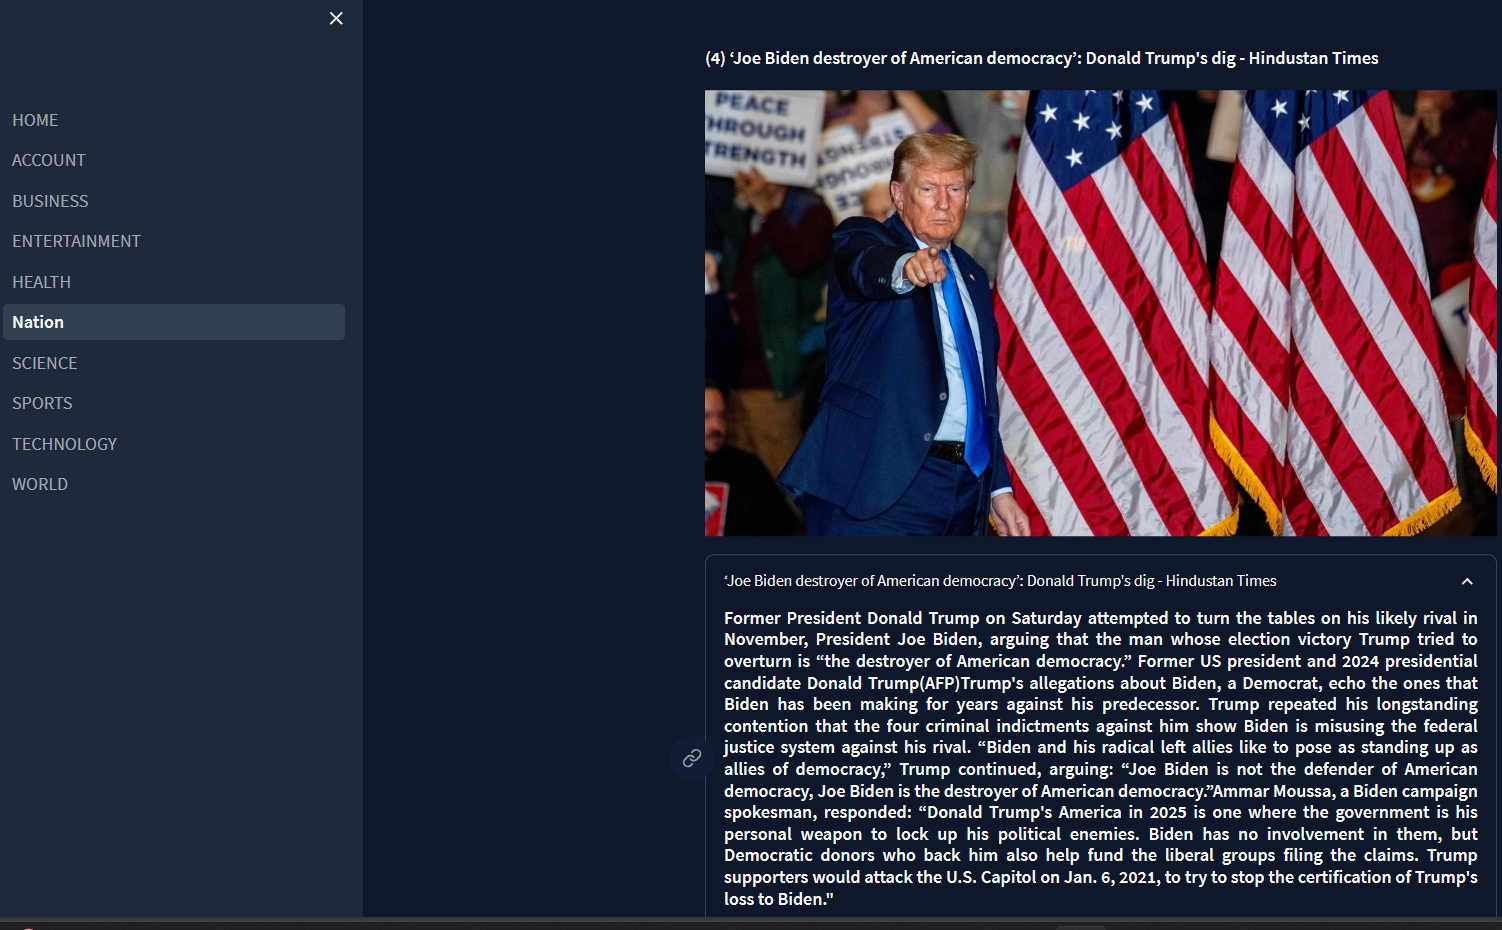 HOME
ACCOUNT
BUSINESS
ENTERTAINMENT
HEALTH
Nation
SCIENCE
SPORTS
TECHNOLOGY
WORLD
(4) ‘Joe Biden destroyer of American democracy’: Donald Trump's dig - Hindustan Times
PEACE
THROUGH
STRENGTH
‘Joe Biden destroyer of American democracy’: Donald Trump's dig - Hindustan Times
Former President Donald Trump on Saturday attempted to turn the tables on his likely rival in
November, President Joe Biden, arguing that the man whose election victory Trump tried to
overturn is “the destroyer of American democracy.” Former US president and 2024 presidential
candidate Donald Trump(AFP)Trump's allegations about Biden, a Democrat, echo the ones that
Biden has been making for years against his predecessor. Trump repeated his longstanding
contention that the four criminal indictments against him show Biden is misusing the federal
justice system against his rival. “Biden and his radical left allies like to pose as standing up as
allies of democracy,” Trump continued, arguing: “Joe Biden is not the defender of American
democracy, Joe Biden is the destroyer of American democracy.”Ammar Moussa, a Biden campaign
spokesman, responded: “Donald Trump's America in 2025 is one where the government is his
personal weapon to lock up his political enemies. Biden has no involvement in them, but
Democratic donors who back him also help fund the liberal groups filing the claims. Trump
supporters would attack the U.S. Capitol on Jan. 6, 2021, to try to stop the certification of Trump's
loss to Biden."